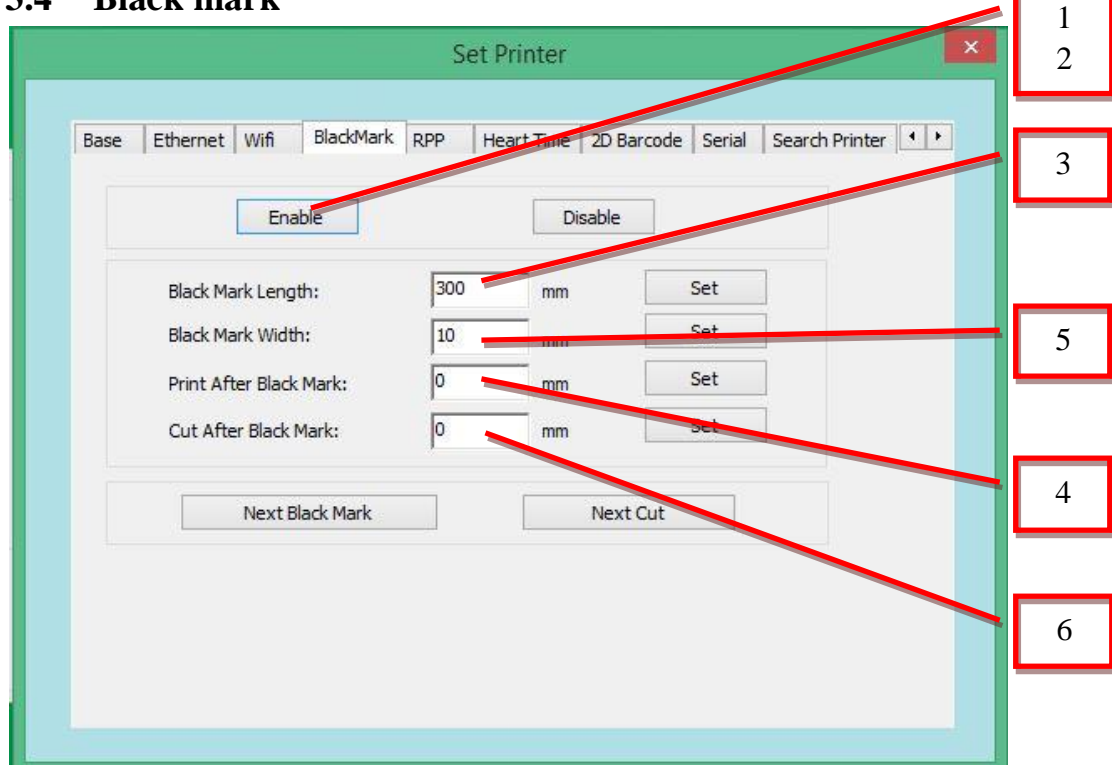 3.4 Black mark
1
2
Set Printer
Base Ethernet Wifi BlackMark RPP Heart Time 2D Barcode Serial Search Printer
3
Enable Disable
Black Mark Length: 300 mm Set
Black Mark Width: 10 mm Set
5
Print After Black Mark: 0 mm Set
Cut After Black Mark: 0 mm Set
4
Next Black Mark Next Cut
6